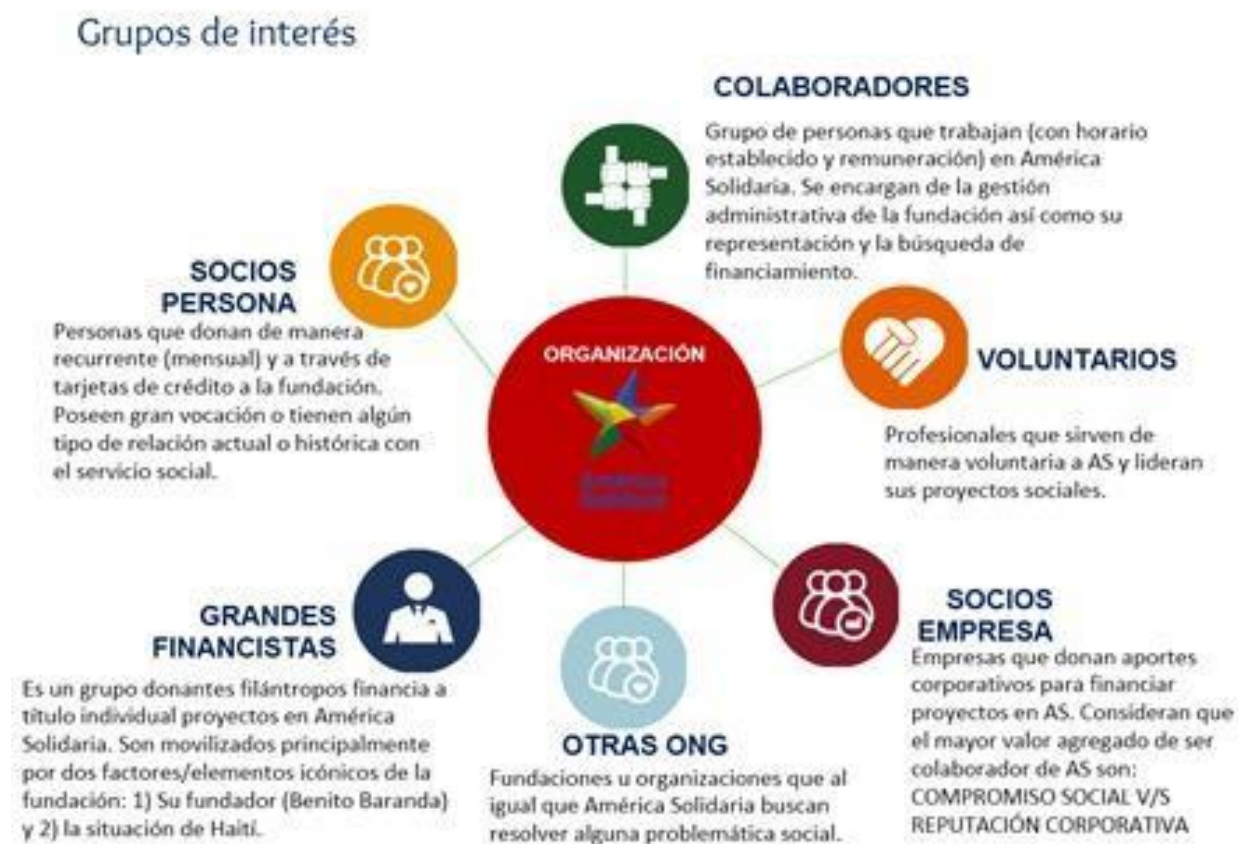 Grupos de interés
COLABORADORES
Grupo de personas que trabajan (con horario
establecido y remuneración) en América
Solidaria. Se encargan de la gestión
administrativa de la fundación así como su
representación y la búsqueda de
financiamiento.
SOCIOS
PERSONA
Personas que donan de manera
recurrente (mensual) y a través de
tarjetas de crédito a la fundación.
Poseen gran vocación o tienen algún
tipo de relación actual o histórica con
el servicio social.
ORGANIZACIÓN
América
Solidaria
VOLUNTARIOS
Profesionales que sirven de
manera voluntaria a AS y lideran
sus proyectos sociales.
GRANDES
FINANCISTAS
Es un grupo donantes filántropos financia a
título individual proyectos en América
Solidaria. Son movilizados principalmente
por dos factores/elementos icónicos de la
fundación: 1) Su fundador (Benito Baranda)
y 2) la situación de Haití.
OTRAS ONG
Fundaciones u organizaciones que al
igual que América Solidaria buscan
resolver alguna problemática social.
SOCIOS
EMPRESA
Empresas que donan aportes
corporativos para financiar
proyectos en AS. Consideran que
el mayor valor agregado de ser
colaborador de AS son:
COMPROMISO SOCIAL V/S
REPUTACIÓN CORPORATIVA